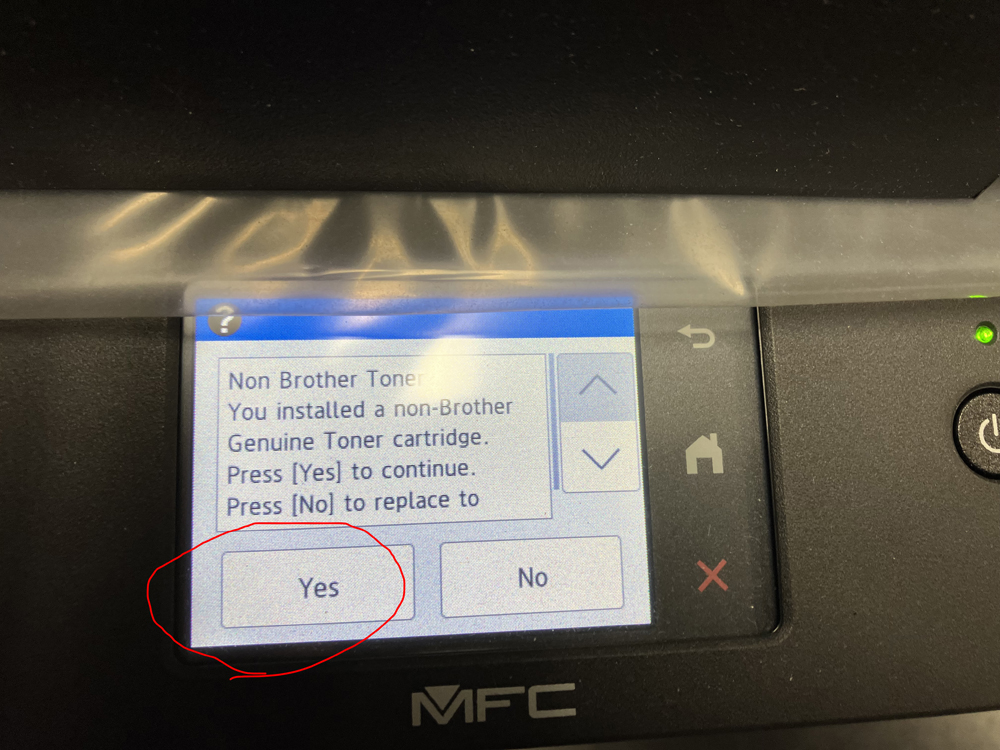 ?
Non Brother Toner
You installed a non-Brother
Genuine Toner cartridge.
Press [Yes] to continue.
Press [No] to replace to
Yes
No
MFC